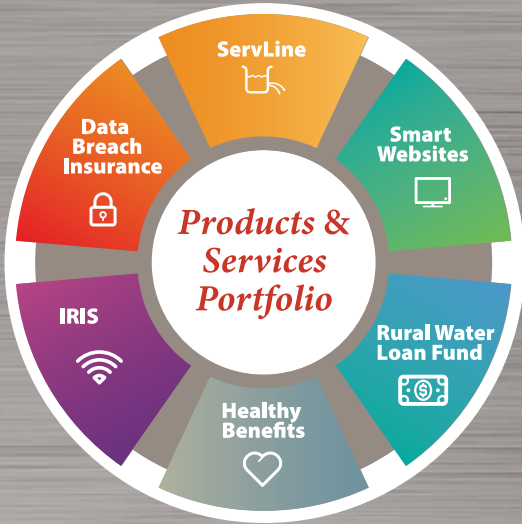 ServLine
Smart
Websites
Rural Water
Loan Fund
Healthy
Benefits
IRIS
Data
Breach
Insurance
Products &
Services
Portfolio